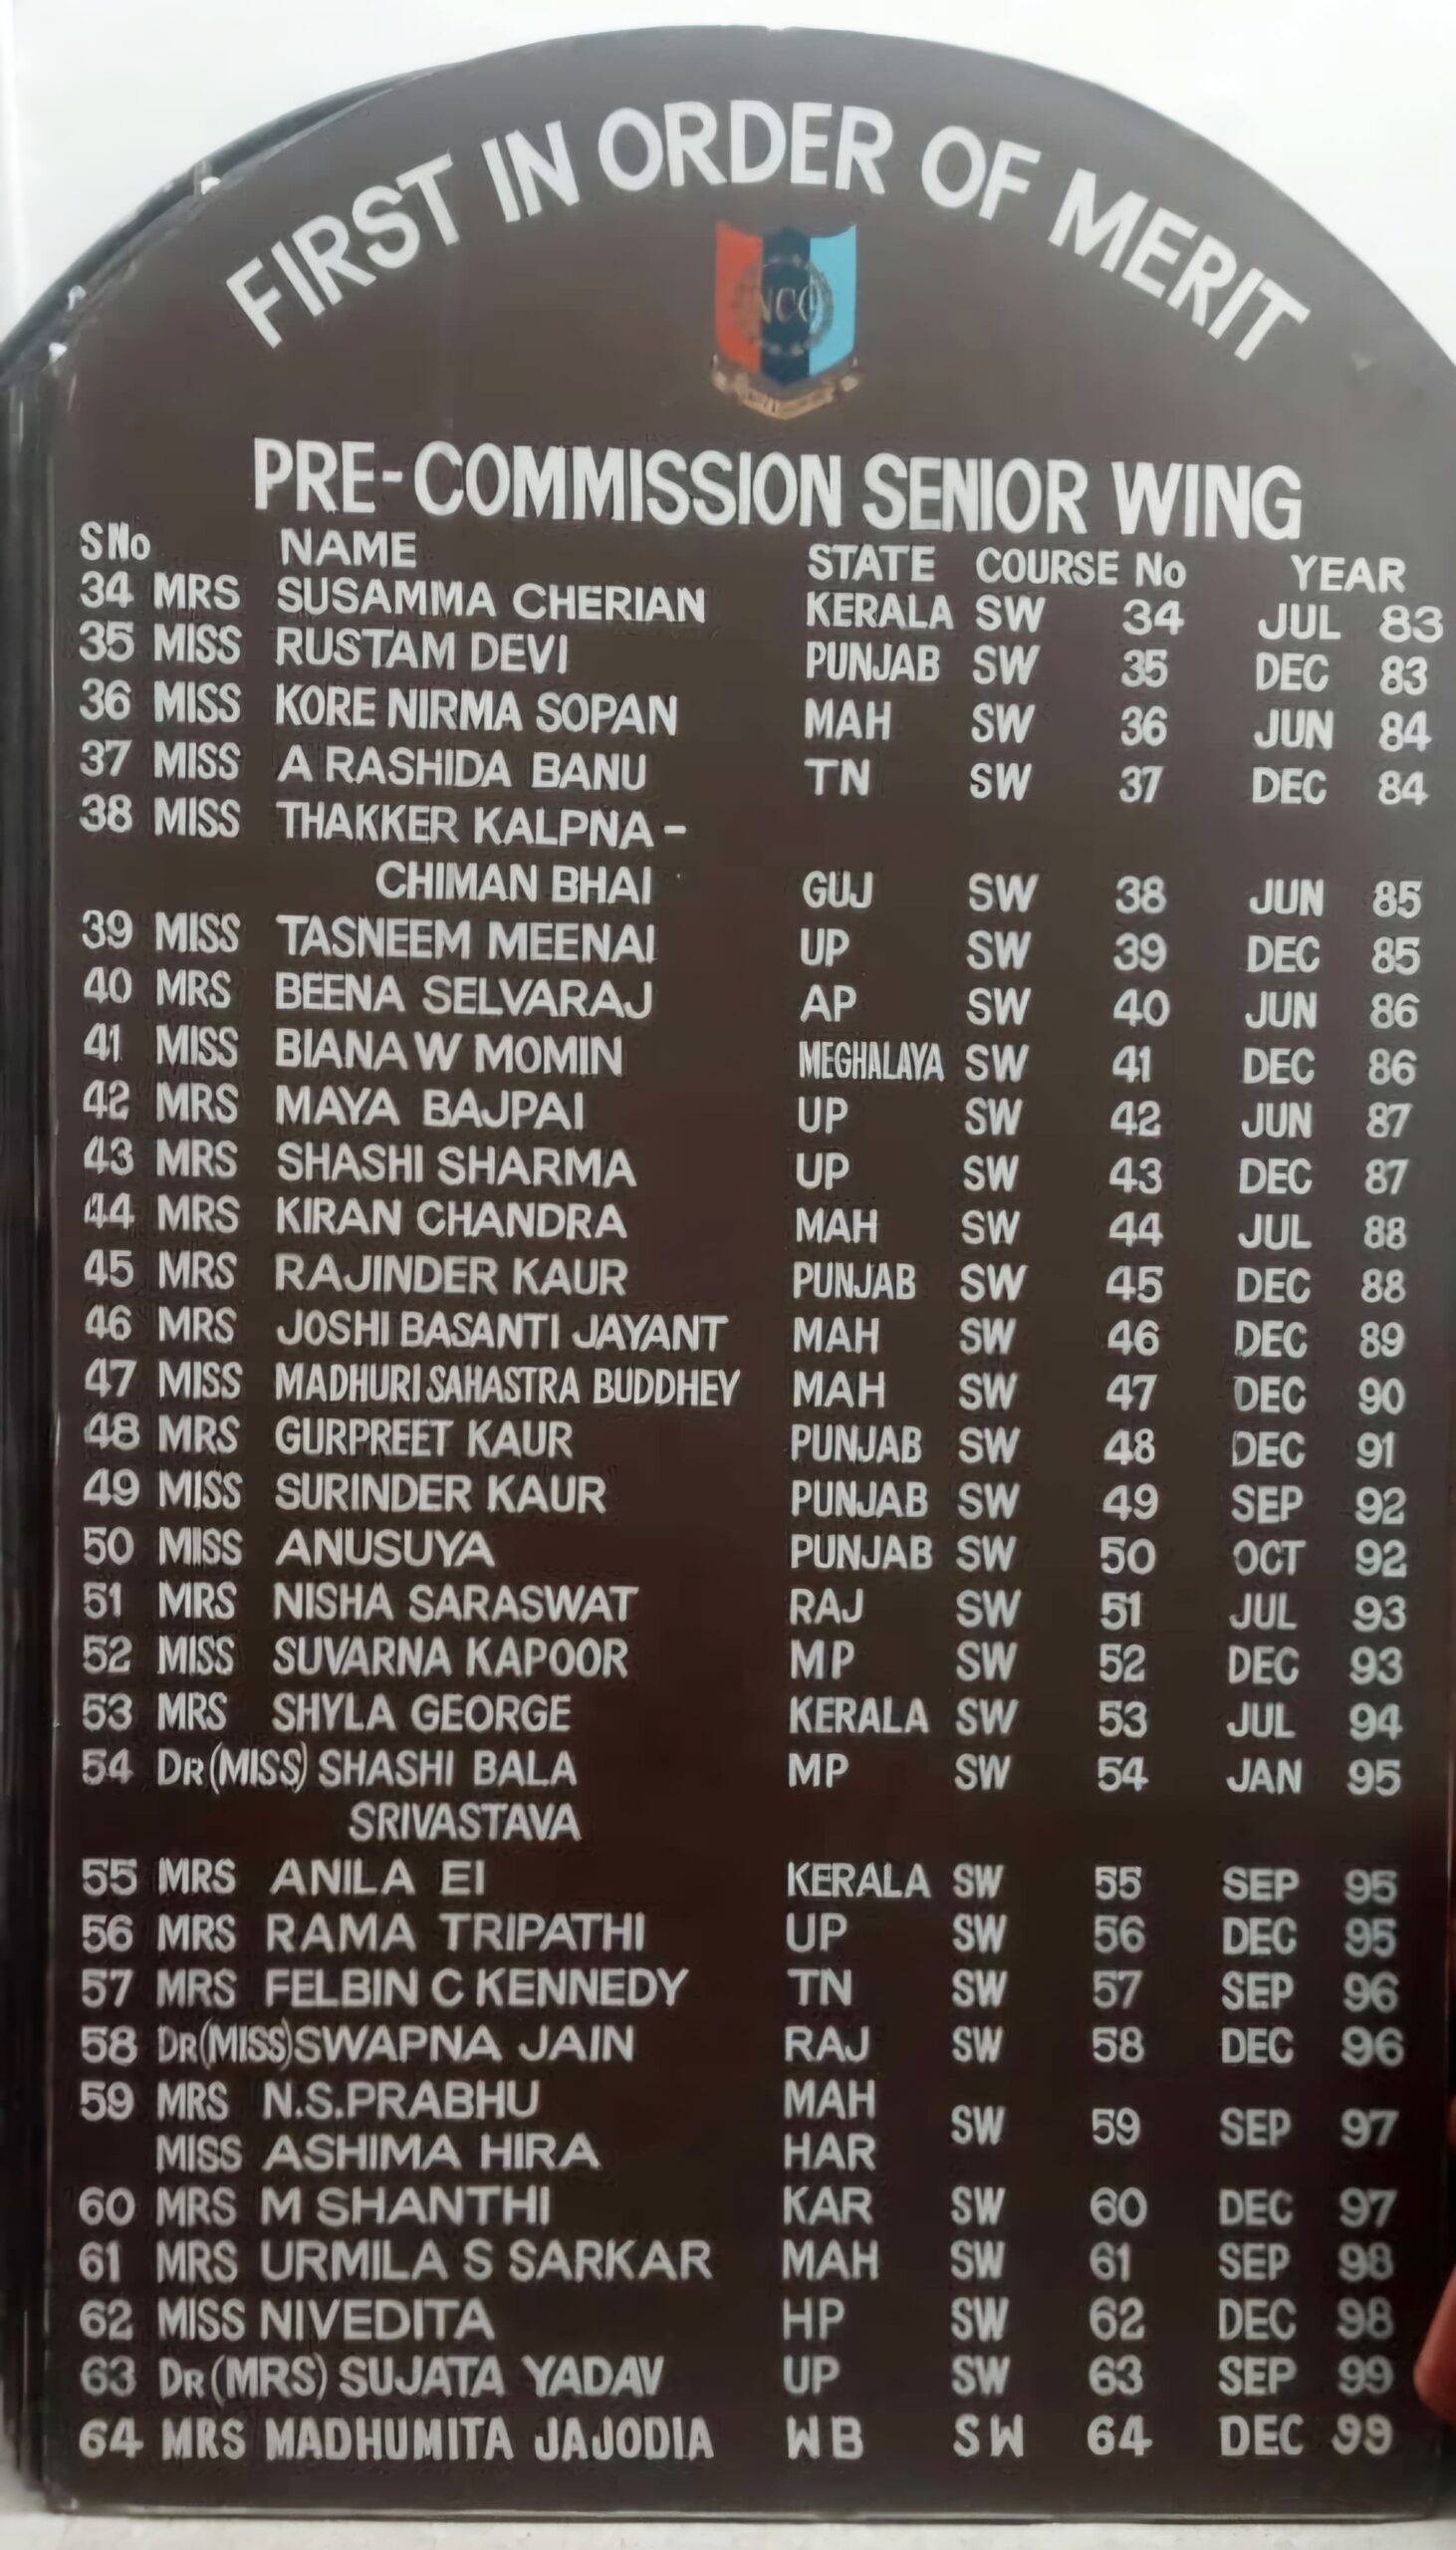 FIRST IN ORDER OF MERIT
NCC
PRE-COMMISSION SENIOR WING
SNo NAME STATE COURSE No YEAR
34 MRS SUSAMMA CHERIAN KERALA SW 34 JUL 83
35 MISS RUSTAM DEVI PUNJAB SW 35 DEC 83
36 MISS KORE NIRMA SOPAN MAH SW 36 JUN 84
37 MISS A RASHIDA BANU TN SW 37 DEC 84
38 MISS THAKKER KALPNA -
CHIMAN BHAI GUJ SW 38 JUN 85
39 MISS TASNEEM MEENAI UP SW 39 DEC 85
40 MRS BEENA SELVARAJ AP SW 40 JUN 86
41 MISS BIANA W MOMIN MEGHALAYA SW 41 DEC 86
42 MRS MAYA BAJPAI UP SW 42 JUN 87
43 MRS SHASHI SHARMA UP SW 43 DEC 87
44 MRS KIRAN CHANDRA MAH SW 44 JUL 88
45 MRS RAJINDER KAUR PUNJAB SW 45 DEC 88
46 MRS JOSHI BASANTI JAYANT MAH SW 46 DEC 89
47 MISS MADHURI SAHASTRA BUDDHEY MAH SW 47 DEC 90
48 MRS GURPREET KAUR PUNJAB SW 48 DEC 91
49 MISS SURINDER KAUR PUNJAB SW 49 SEP 92
50 MISS ANUSUYA PUNJAB SW 50 OCT 92
51 MRS NISHA SARASWAT RAJ SW 51 JUL 93
52 MISS SUVARNA KAPOOR MP SW 52 DEC 93
53 MRS SHYLA GEORGE KERALA SW 53 JUL 94
54 DR (MISS) SHASHI BALA MP SW 54 JAN 95
SRIVASTAVA
55 MRS ANILA EI KERALA SW 55 SEP 95
56 MRS RAMA TRIPATHI UP SW 56 DEC 95
57 MRS FELBIN C KENNEDY TN SW 57 SEP 96
58 DR (MISS) SWAPNA JAIN RAJ SW 58 DEC 96
59 MRS N.S.PRABHU MAH SW 59 SEP 97
MISS ASHIMA HIRA HAR
60 MRS M SHANTHI KAR SW 60 DEC 97
61 MRS URMILA S SARKAR MAH SW 61 SEP 98
62 MISS NIVEDITA HP SW 62 DEC 98
63 DR (MRS) SUJATA YADAV UP SW 63 SEP 99
64 MRS MADHUMITA JAJODIA WB SW 64 DEC 99